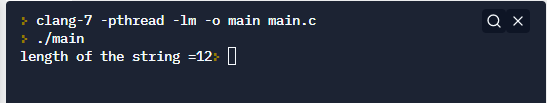 > clang-7 -pthread -lm -o main main.c
> ./main
length of the string =12>